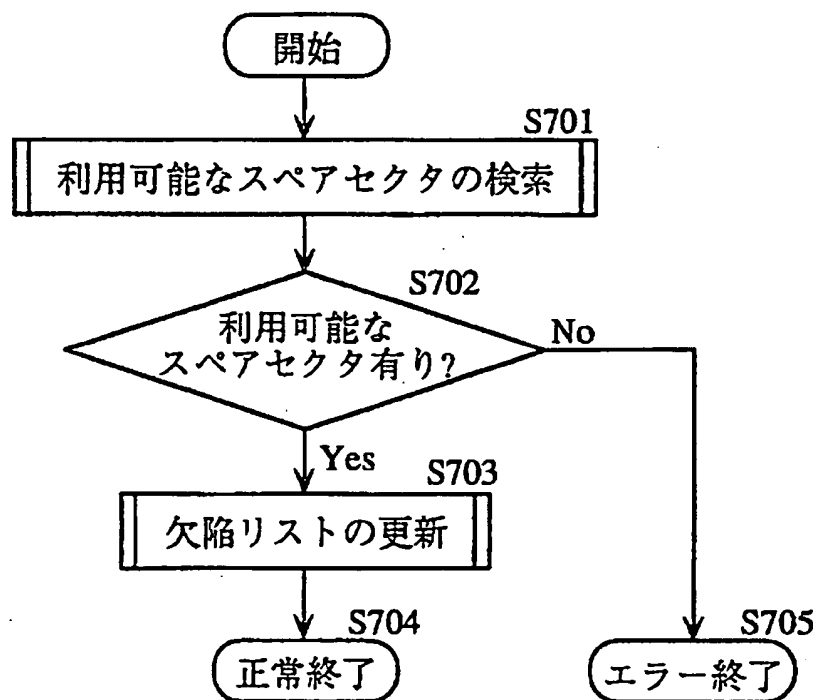 開始
S701
利用可能なスペアセクタの検索
S702
利用可能な
スペアセクタ有り?
No
Yes
S703
欠陥リストの更新
S704
正常終了
S705
エラー終了